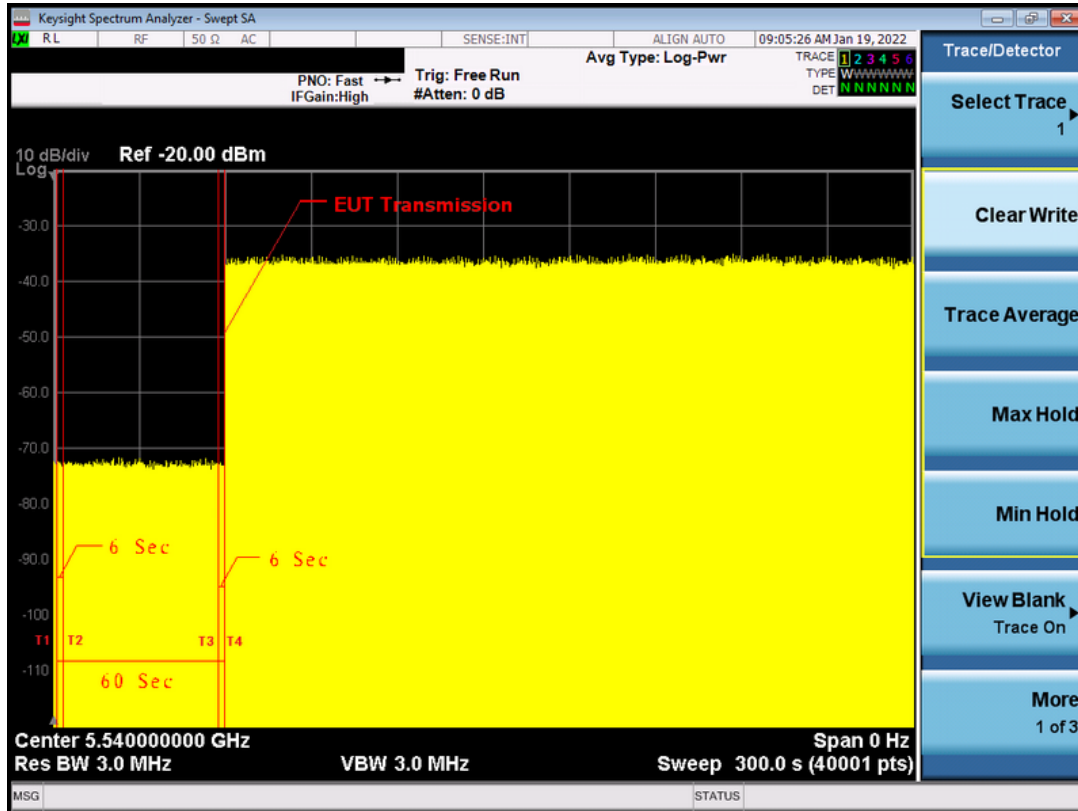 Keysight Spectrum Analyzer - Swept SA
LXI RL RF 50 Ω AC SENSE:INT ALIGN AUTO 09:05:26 AM Jan 19, 2022
Avg Type: Log-Pwr TRACE 1 2 3 4 5 6
PNO: Fast Trig: Free Run TYPE WWWWWW
IFGain:High #Atten: 0 dB DET N N N N N N
10 dB/div Ref -20.00 dBm
Log
EUT Transmission
-30.0
-40.0
-50.0
-60.0
-70.0
-80.0
6 Sec
-90.0
6 Sec
-100
T1 T2 T3 T4
-110
60 Sec
Center 5.540000000 GHz Span 0 Hz
Res BW 3.0 MHz VBW 3.0 MHz Sweep 300.0 s (40001 pts)
MSG STATUS
Trace/Detector
Select Trace
1
Clear Write
Trace Average
Max Hold
Min Hold
View Blank
Trace On
More
1 of 3